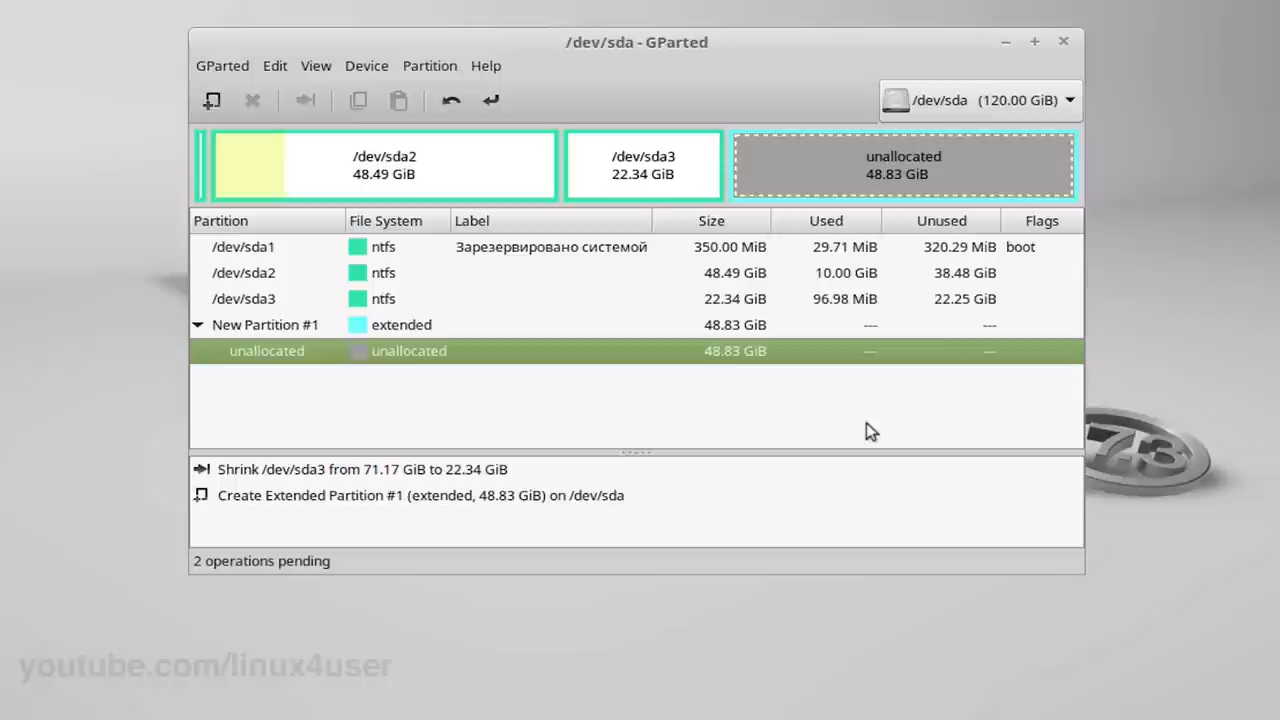 /dev/sda - GParted
GParted Edit View Device Partition Help
/dev/sda (120.00 GiB)
/dev/sda2
48.49 GiB
/dev/sda3
22.34 GiB
unallocated
48.83 GiB
Partition File System Label Size Used Unused Flags
/dev/sda1 ntfs Зарезервировано системой 350.00 MiB 29.71 MiB 320.29 MiB boot
/dev/sda2 ntfs 48.49 GiB 10.00 GiB 38.48 GiB
/dev/sda3 ntfs 22.34 GiB 96.98 MiB 22.25 GiB
New Partition #1 extended 48.83 GiB --- ---
unallocated unallocated 48.83 GiB --- ---
Shrink /dev/sda3 from 71.17 GiB to 22.34 GiB
Create Extended Partition #1 (extended, 48.83 GiB) on /dev/sda
2 operations pending
17.3
youtube.com/linux4user